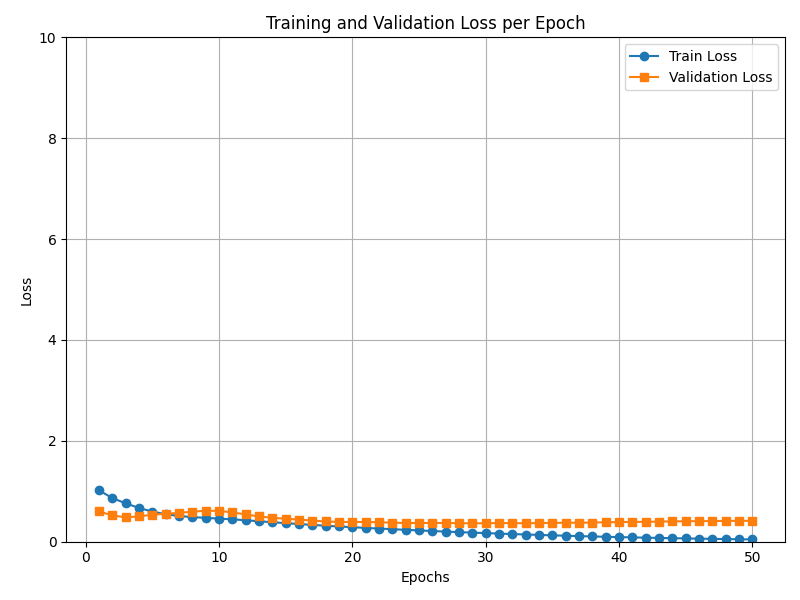 Training and Validation Loss per Epoch
10
8
6
4
2
0
Loss
Train Loss
Validation Loss
0 10 20 30 40 50
Epochs